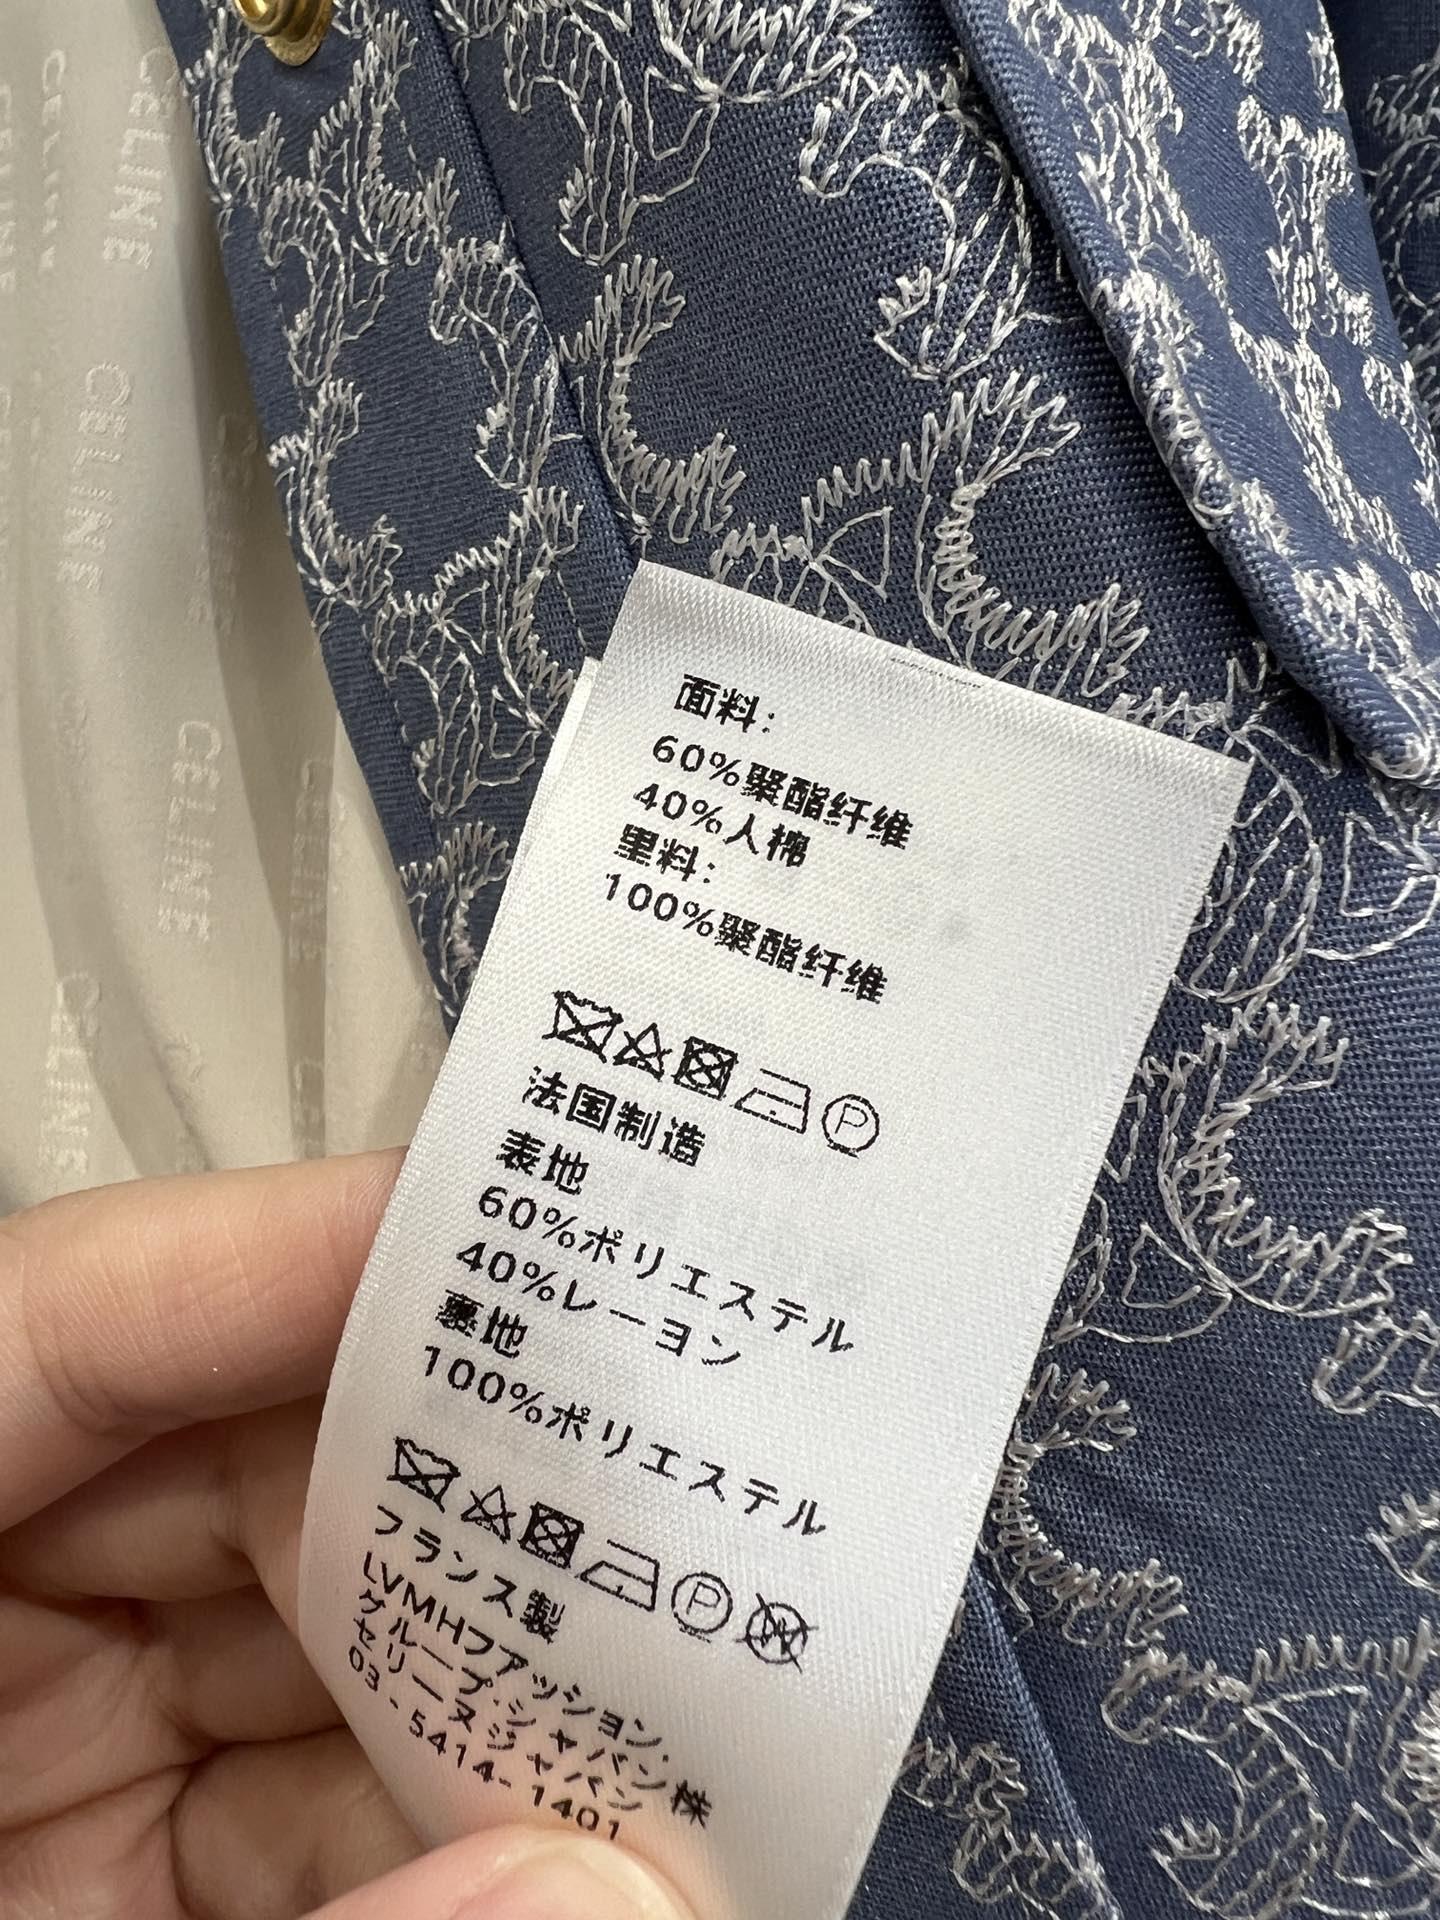 CELINE
CELINE
CELINE
面料:
60%聚酯纤维
40%人棉
里料:
100%聚酯纤维
P
法国制造
表地
60%ポリエステル
40%レーヨン
裏地
100%ポリエステル
P W
フランス製
LVMHファッション・
グループ・ジャパン株
セリーヌジャパン
03-5414-1401